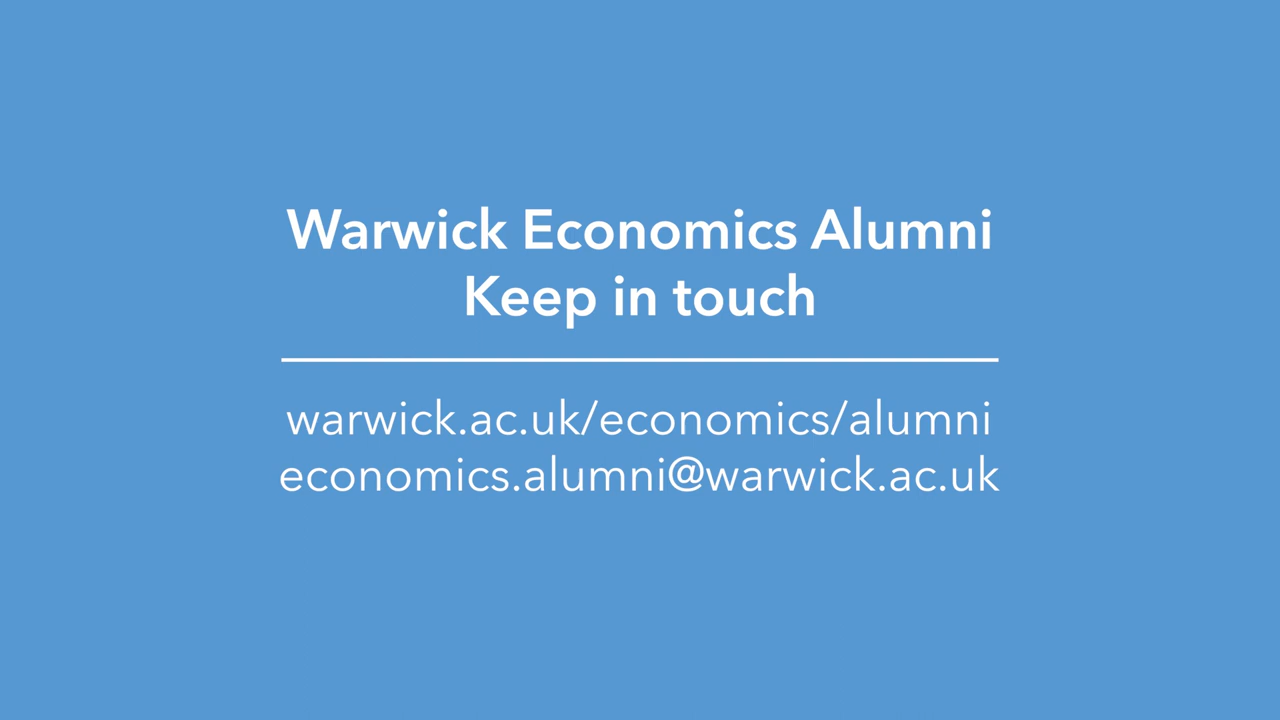 Warwick Economics Alumni
Keep in touch
warwick.ac.uk/economics/alumni
economics.alumni@warwick.ac.uk